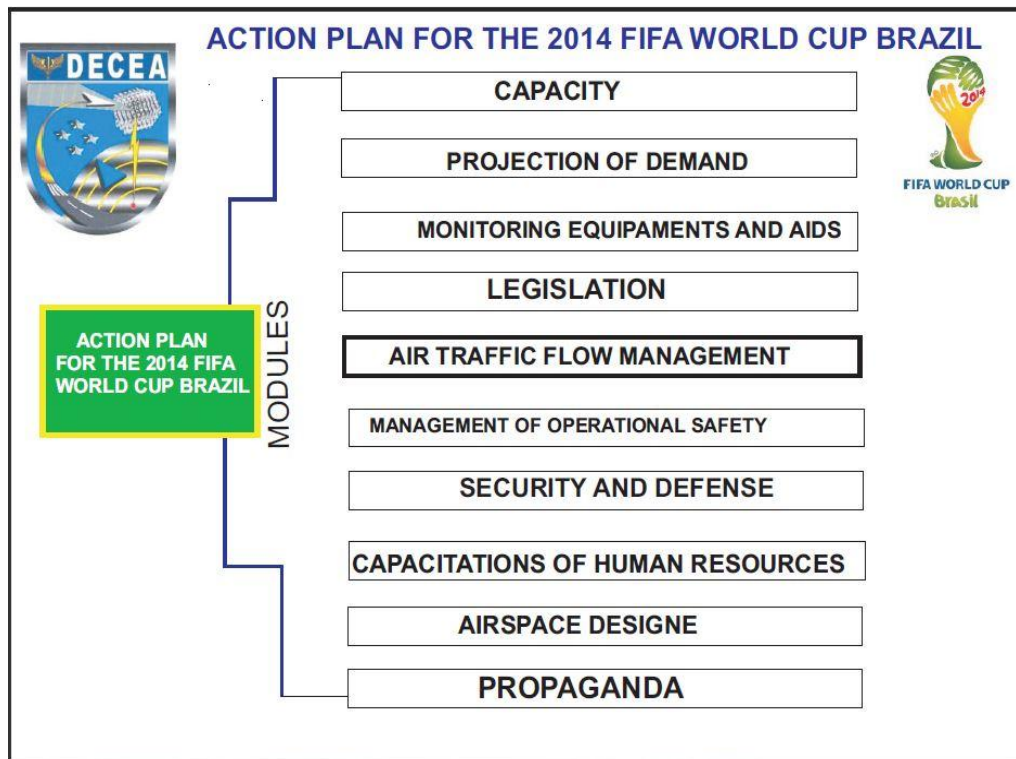 ACTION PLAN FOR THE 2014 FIFA WORLD CUP BRAZIL
DECEA
2014
FIFA WORLD CUP
Brasil
CAPACITY
PROJECTION OF DEMAND
MONITORING EQUIPAMENTS AND AIDS
LEGISLATION
AIR TRAFFIC FLOW MANAGEMENT
MANAGEMENT OF OPERATIONAL SAFETY
SECURITY AND DEFENSE
CAPACITATIONS OF HUMAN RESOURCES
AIRSPACE DESIGNE
PROPAGANDA
MODULES
ACTION PLAN
FOR THE 2014 FIFA
WORLD CUP BRAZIL